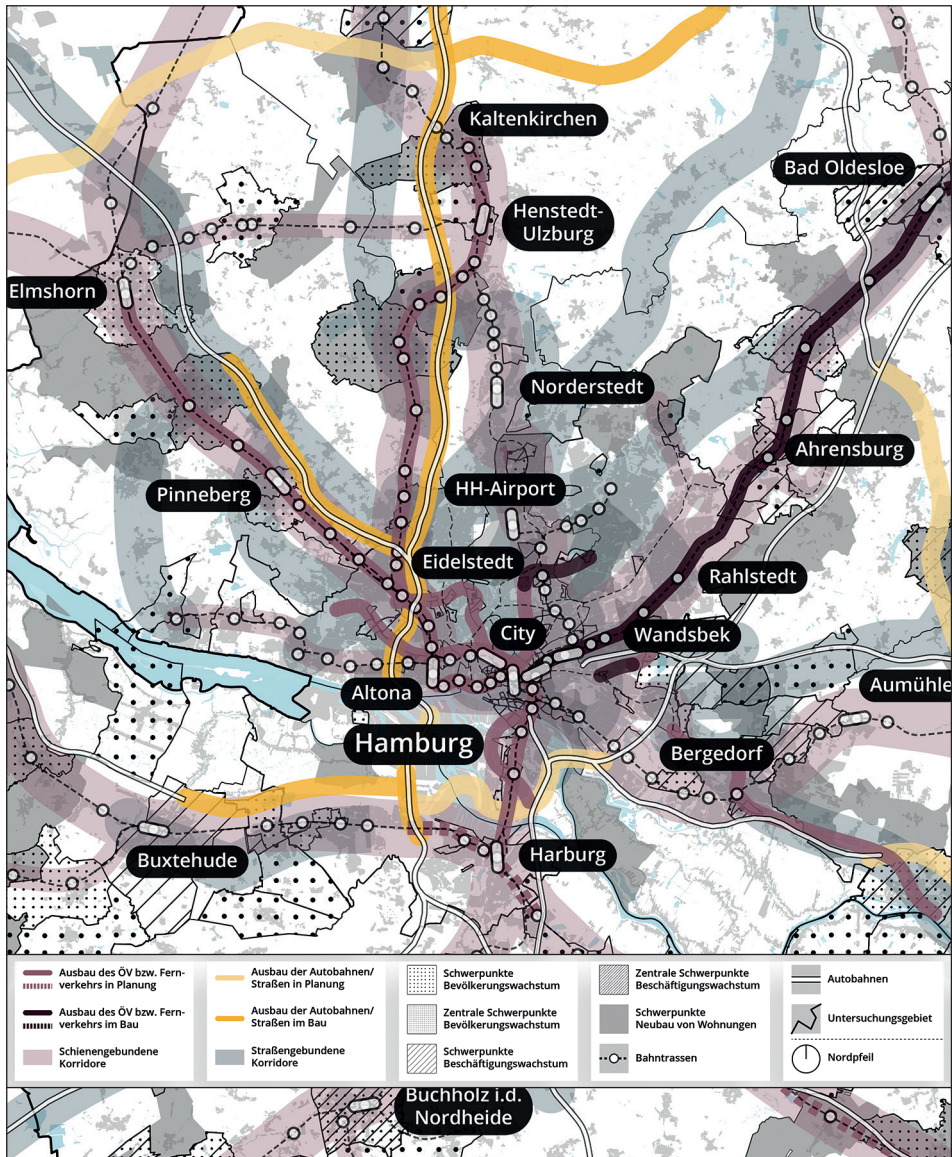 Kaltenkirchen
Bad Oldesloe
Henstedt-
Ulzburg
Elmshorn
Norderstedt
Ahrensburg
Pinneberg
HH-Airport
Eidelstedt
Rahlstedt
City
Wandsbek
Altona
Aumühle
Hamburg
Bergedorf
Buxtehude
Harburg
Ausbau des ÖV bzw. Fern-
verkehrs in Planung
Ausbau des ÖV bzw. Fern-
verkehrs im Bau
Schienengebundene
Korridore
Ausbau der Autobahnen/
Straßen in Planung
Ausbau der Autobahnen/
Straßen im Bau
Straßengebundene
Korridore
Schwerpunkte
Bevölkerungswachstum
Zentrale Schwerpunkte
Bevölkerungswachstum
Schwerpunkte
Beschäftigungswachstum
Zentrale Schwerpunkte
Beschäftigungswachstum
Schwerpunkte
Neubau von Wohnungen
Bahntrassen
Autobahnen
Untersuchungsgebiet
Nordpfeil
Buchholz i.d.
Nordheide